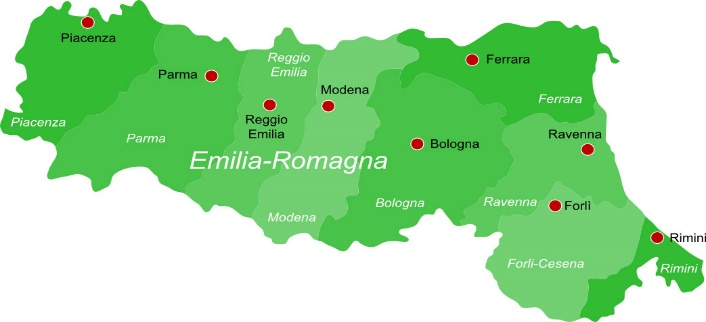 Piacenza
Reggio
Emilia
Ferrara
Parma
Modena
Ferrara
Piacenza
Reggio
Emilia
Ravenna
Parma
Bologna
Emilia-Romagna
Ravenna
Bologna
Forlì
Modena
Rimini
Forlì-Cesena
Rimini